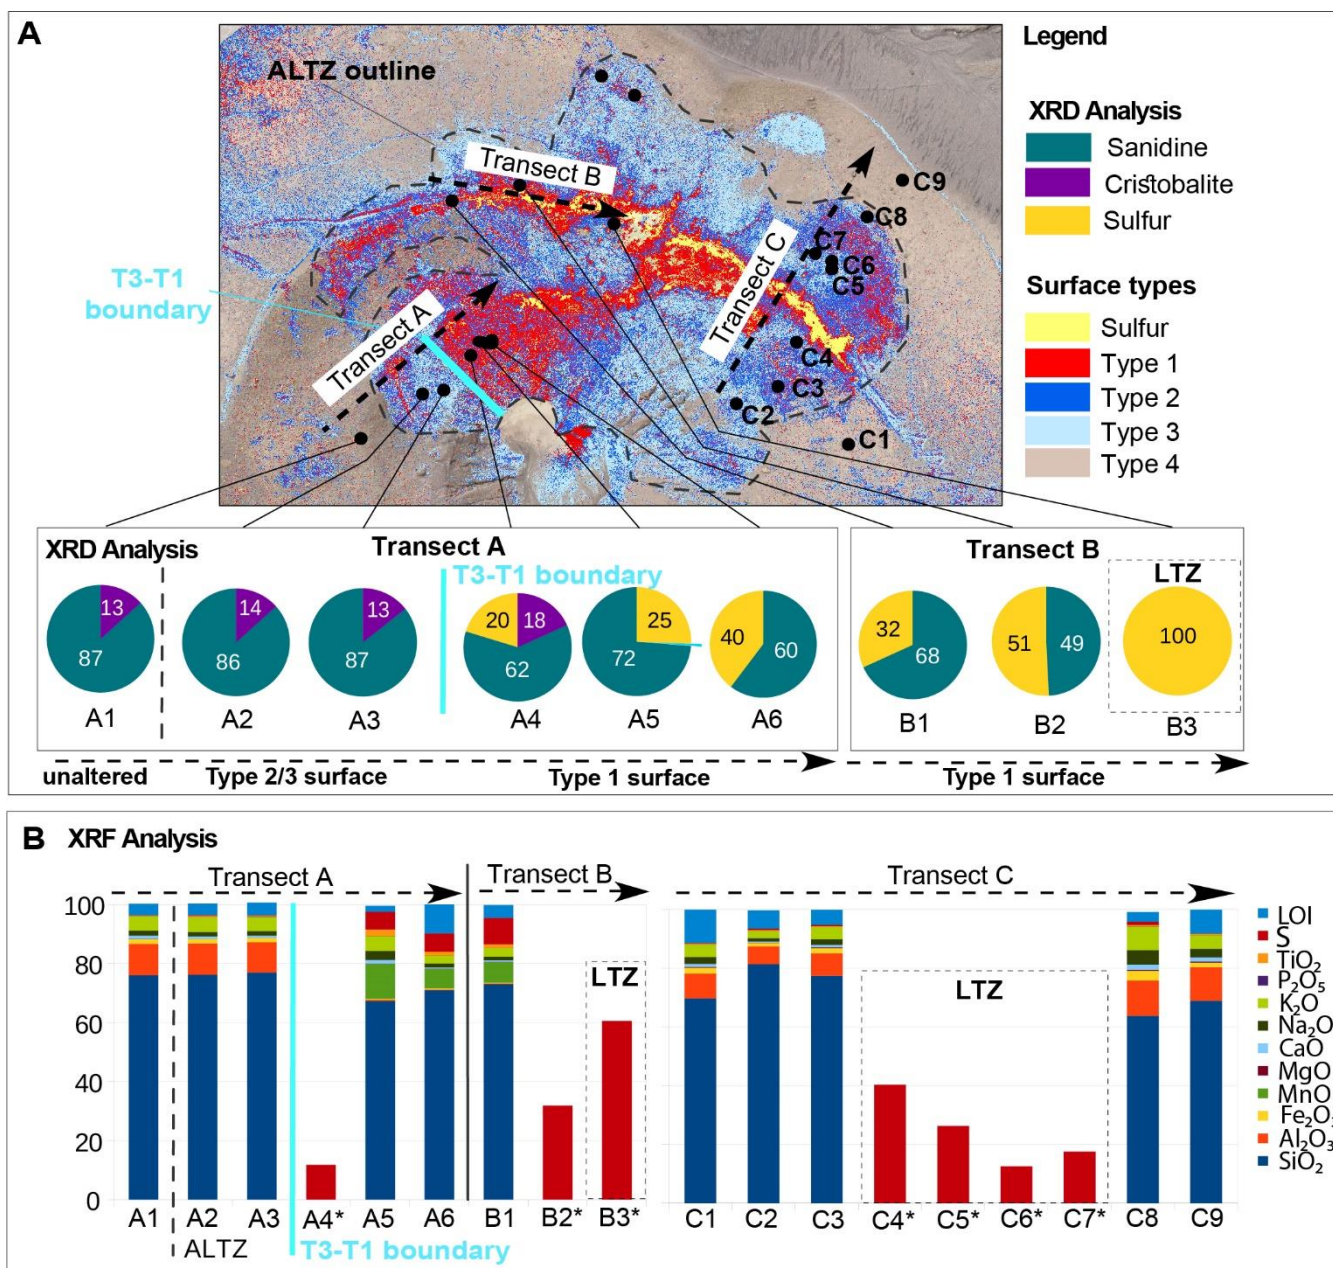 A
Legend
ALTZ outline
XRD Analysis
Sanidine
Cristobalite
Sulfur
Transect B
C9
C8
C7
C6
C5
T3-T1
boundary
Transect C
Transect A
Surface types
Sulfur
Type 1
Type 2
Type 3
Type 4
C4
C3
C2
C1
XRD Analysis
Transect A
T3-T1 boundary
13
87
14
86
13
87
20
18
62
25
72
40
60
A1
A2
A3
A4
A5
A6
Transect B
LTZ
32
68
51
49
100
B1
B2
B3
unaltered
Type 2/3 surface
Type 1 surface
Type 1 surface
B
XRF Analysis
Transect A
Transect B
Transect C
100
80
60
40
20
0
LTZ
LTZ
A1
A2
A3
A4*
A5
A6
B1
B2*
B3*
C1
C2
C3
C4*
C5*
C6*
C7*
C8
C9
ALTZ
T3-T1 boundary
LOI
S
TiO₂
P₂O₅
K₂O
Na₂O
CaO
MgO
MnO
Fe₂O₃
Al₂O₃
SiO₂